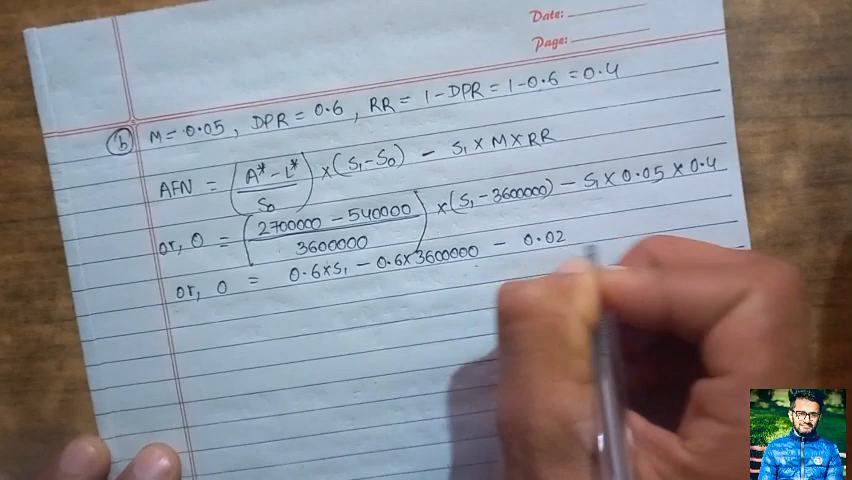 Date:
Page:
(b) M = 0.05, DPR = 0.6, RR = 1-DPR = 1-0.6 = 0.4
AFN = (A* - L* / S0) × (S1 - S0) - S1 × M × RR
or, 0 = (2700000 - 540000 / 3600000) × (S1 - 3600000) - S1 × 0.05 × 0.4
or, 0 = 0.6×S1 - 0.6×3600000 - 0.02